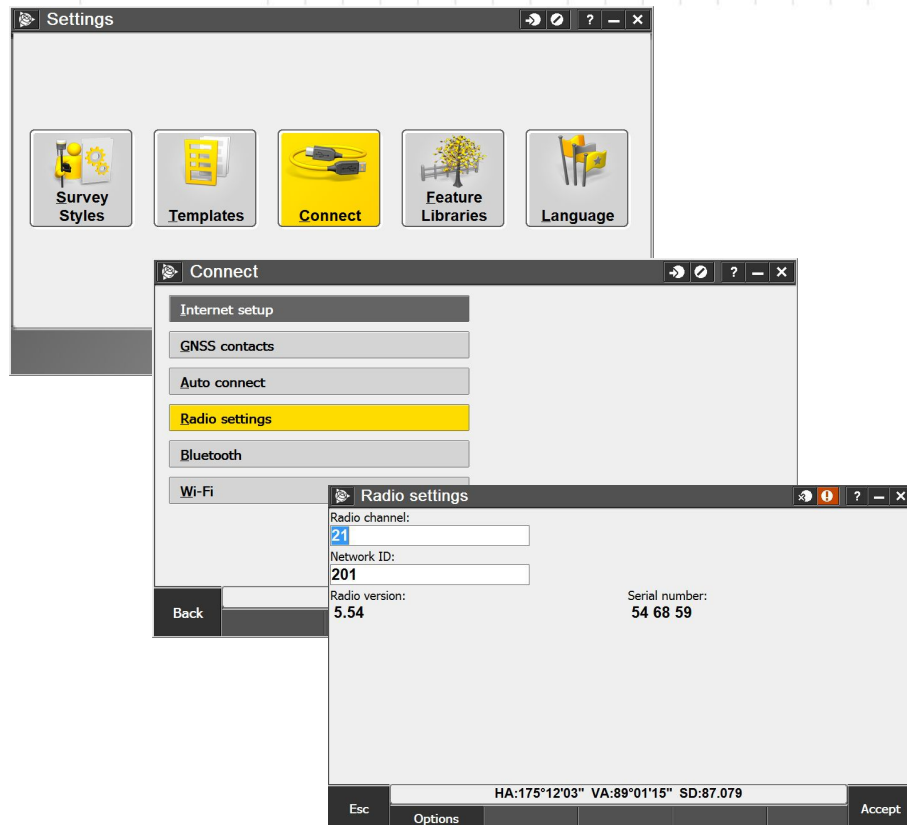 Settings
? – ×
Survey
Styles
Templates
Connect
Feature
Libraries
Language
Connect
? – ×
Internet setup
GNSS contacts
Auto connect
Radio settings
Bluetooth
Wi-Fi
Back
Radio settings
? – ×
Radio channel:
21
Network ID:
201
Radio version:
5.54
Serial number:
54 68 59
HA:175°12'03" VA:89°01'15" SD:87.079
Esc
Options
Accept